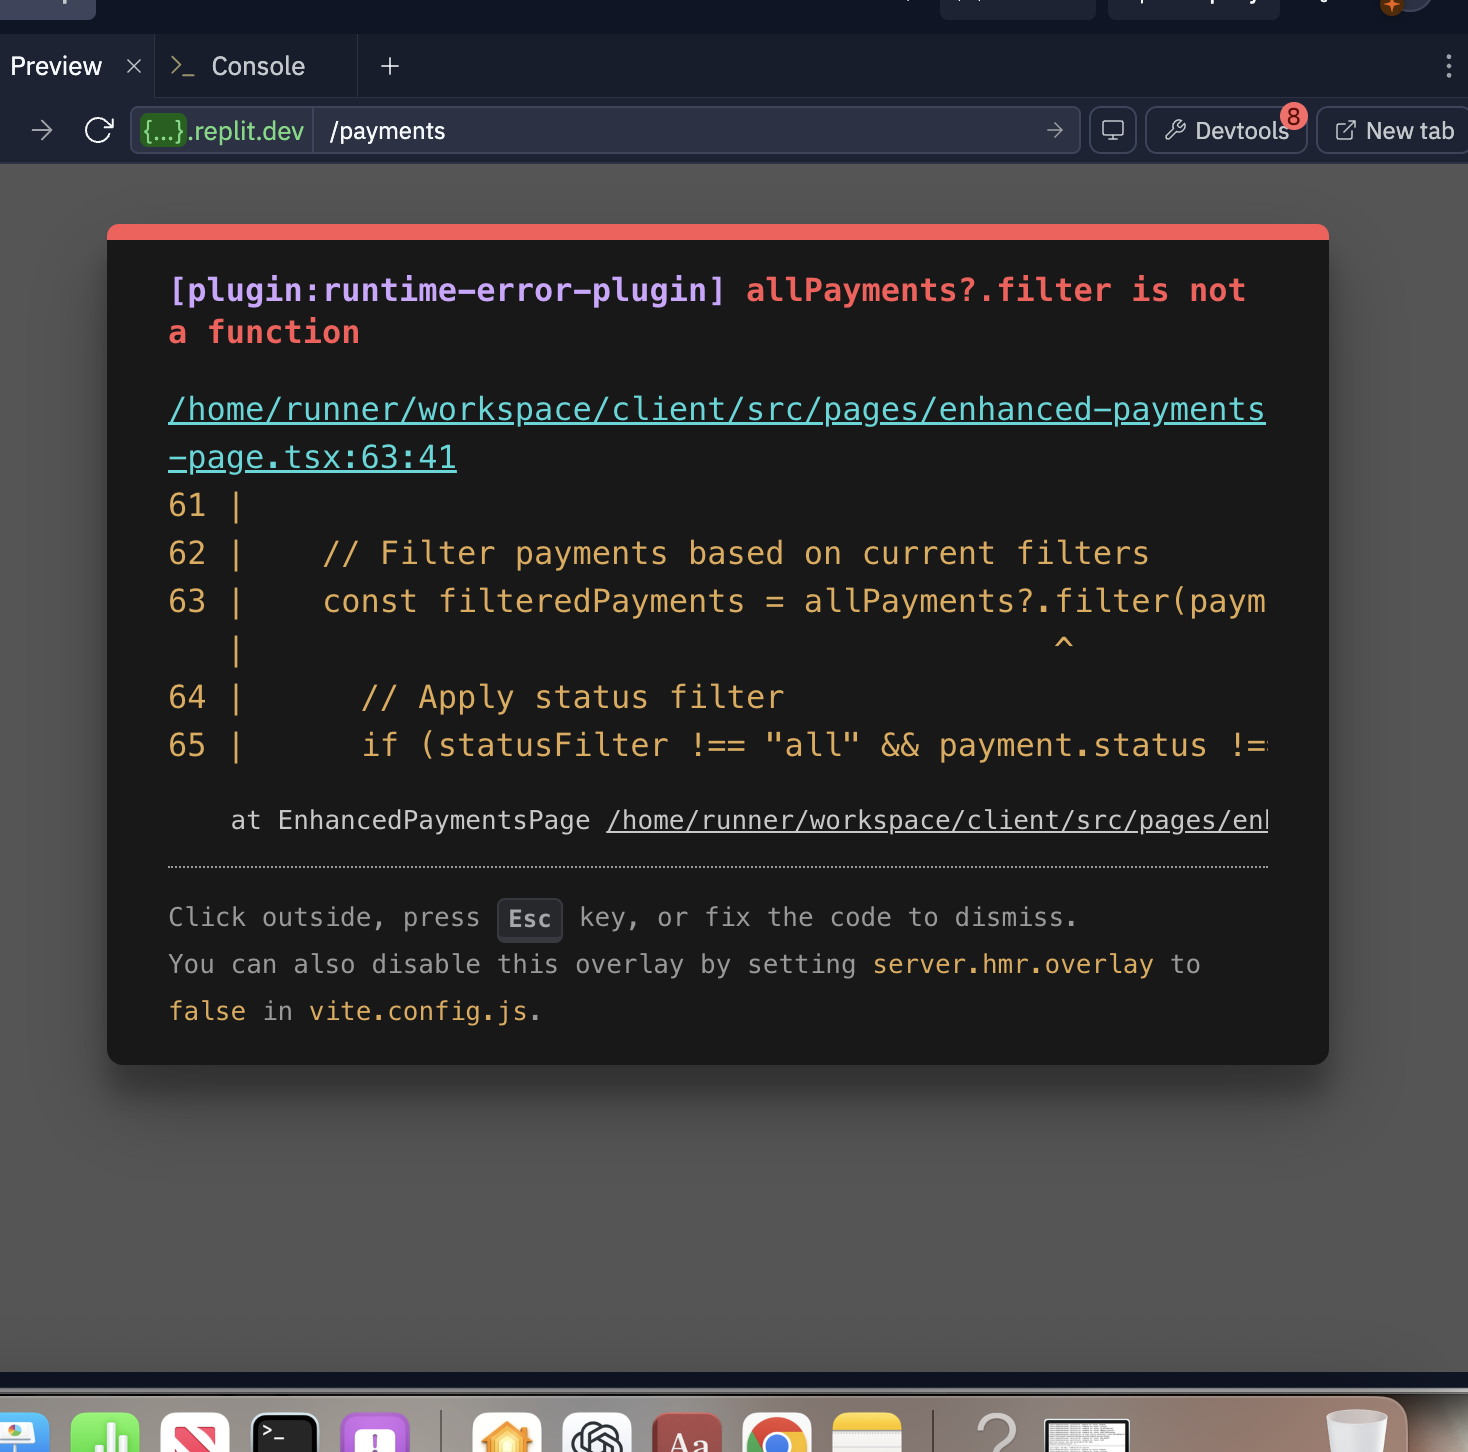 Preview
Console
{...}.replit.dev
/payments
Devtools
8
New tab
[plugin:runtime-error-plugin] allPayments?.filter is not
a function
/home/runner/workspace/client/src/pages/enhanced-payments
-page.tsx:63:41
61 |
62 |    // Filter payments based on current filters
63 |    const filteredPayments = allPayments?.filter(paym
   |                                          ^
64 |      // Apply status filter
65 |      if (statusFilter !== "all" && payment.status !=
at EnhancedPaymentsPage /home/runner/workspace/client/src/pages/en
Click outside, press Esc key, or fix the code to dismiss.
You can also disable this overlay by setting server.hmr.overlay to
false in vite.config.js.
>_
!
Aa
?